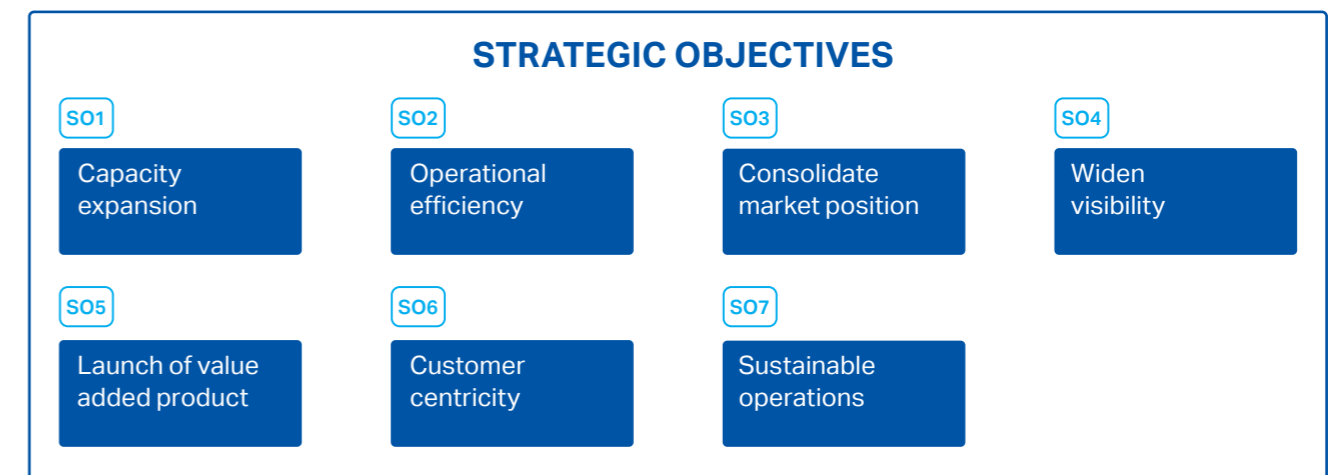 STRATEGIC OBJECTIVES
SO1
Capacity
expansion
SO2
Operational
efficiency
SO3
Consolidate
market position
SO4
Widen
visibility
SO5
Launch of value
added product
SO6
Customer
centricity
SO7
Sustainable
operations